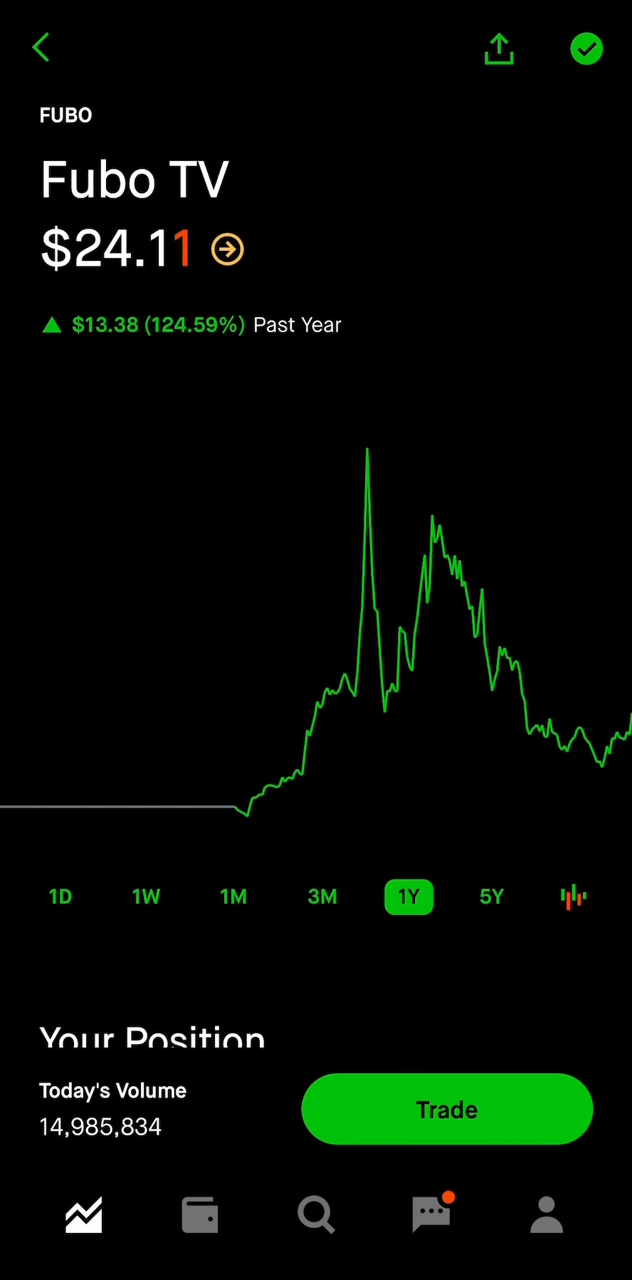 FUBO
Fubo TV
$24.11
$13.38 (124.59%) Past Year
1D 1W 1M 3M 1Y 5Y
Your Position
Today's Volume
14,985,834
Trade